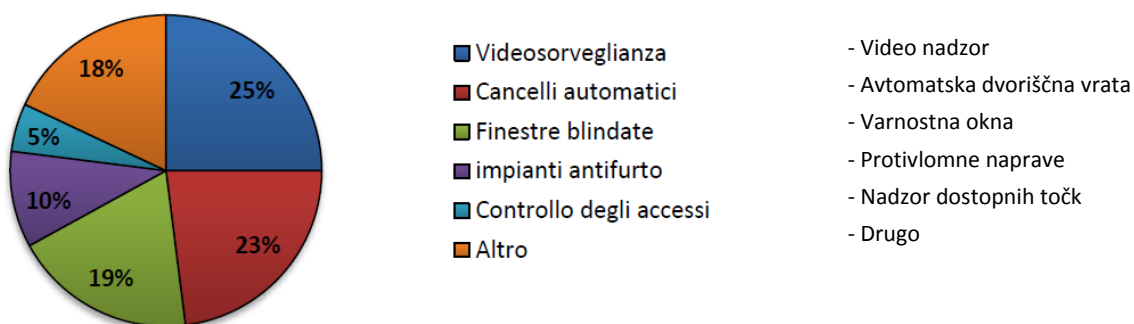 18%
25%
5%
10%
19%
23%
Videosorveglianza
Cancelli automatici
Finestre blindate
impianti antifurto
Controllo degli accessi
Altro
- Video nadzor
- Avtomatska dvoriščna vrata
- Varnostna okna
- Protivlomne naprave
- Nadzor dostopnih točk
- Drugo